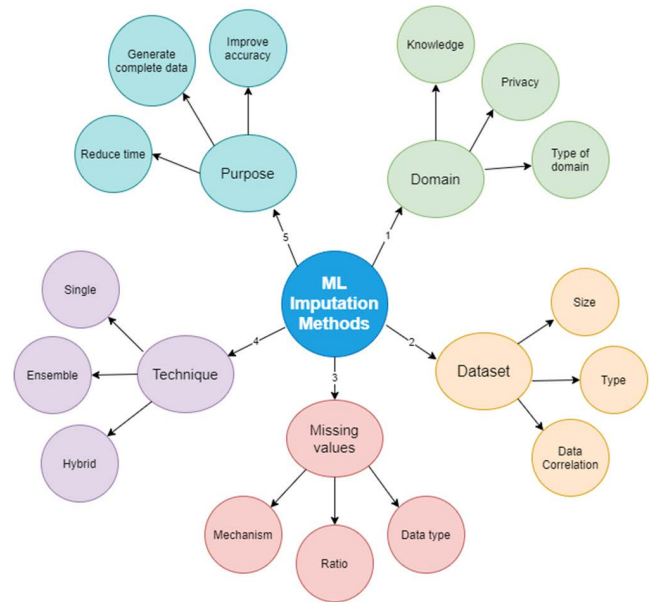 Improve
accuracy
Generate
complete data
Reduce time
Purpose
5
Knowledge
Privacy
Type of
domain
Domain
1
ML
Imputation
Methods
Single
Ensemble
Hybrid
Technique
4
2
Dataset
Size
Type
Data
Correlation
3
Missing
values
Mechanism
Ratio
Data type